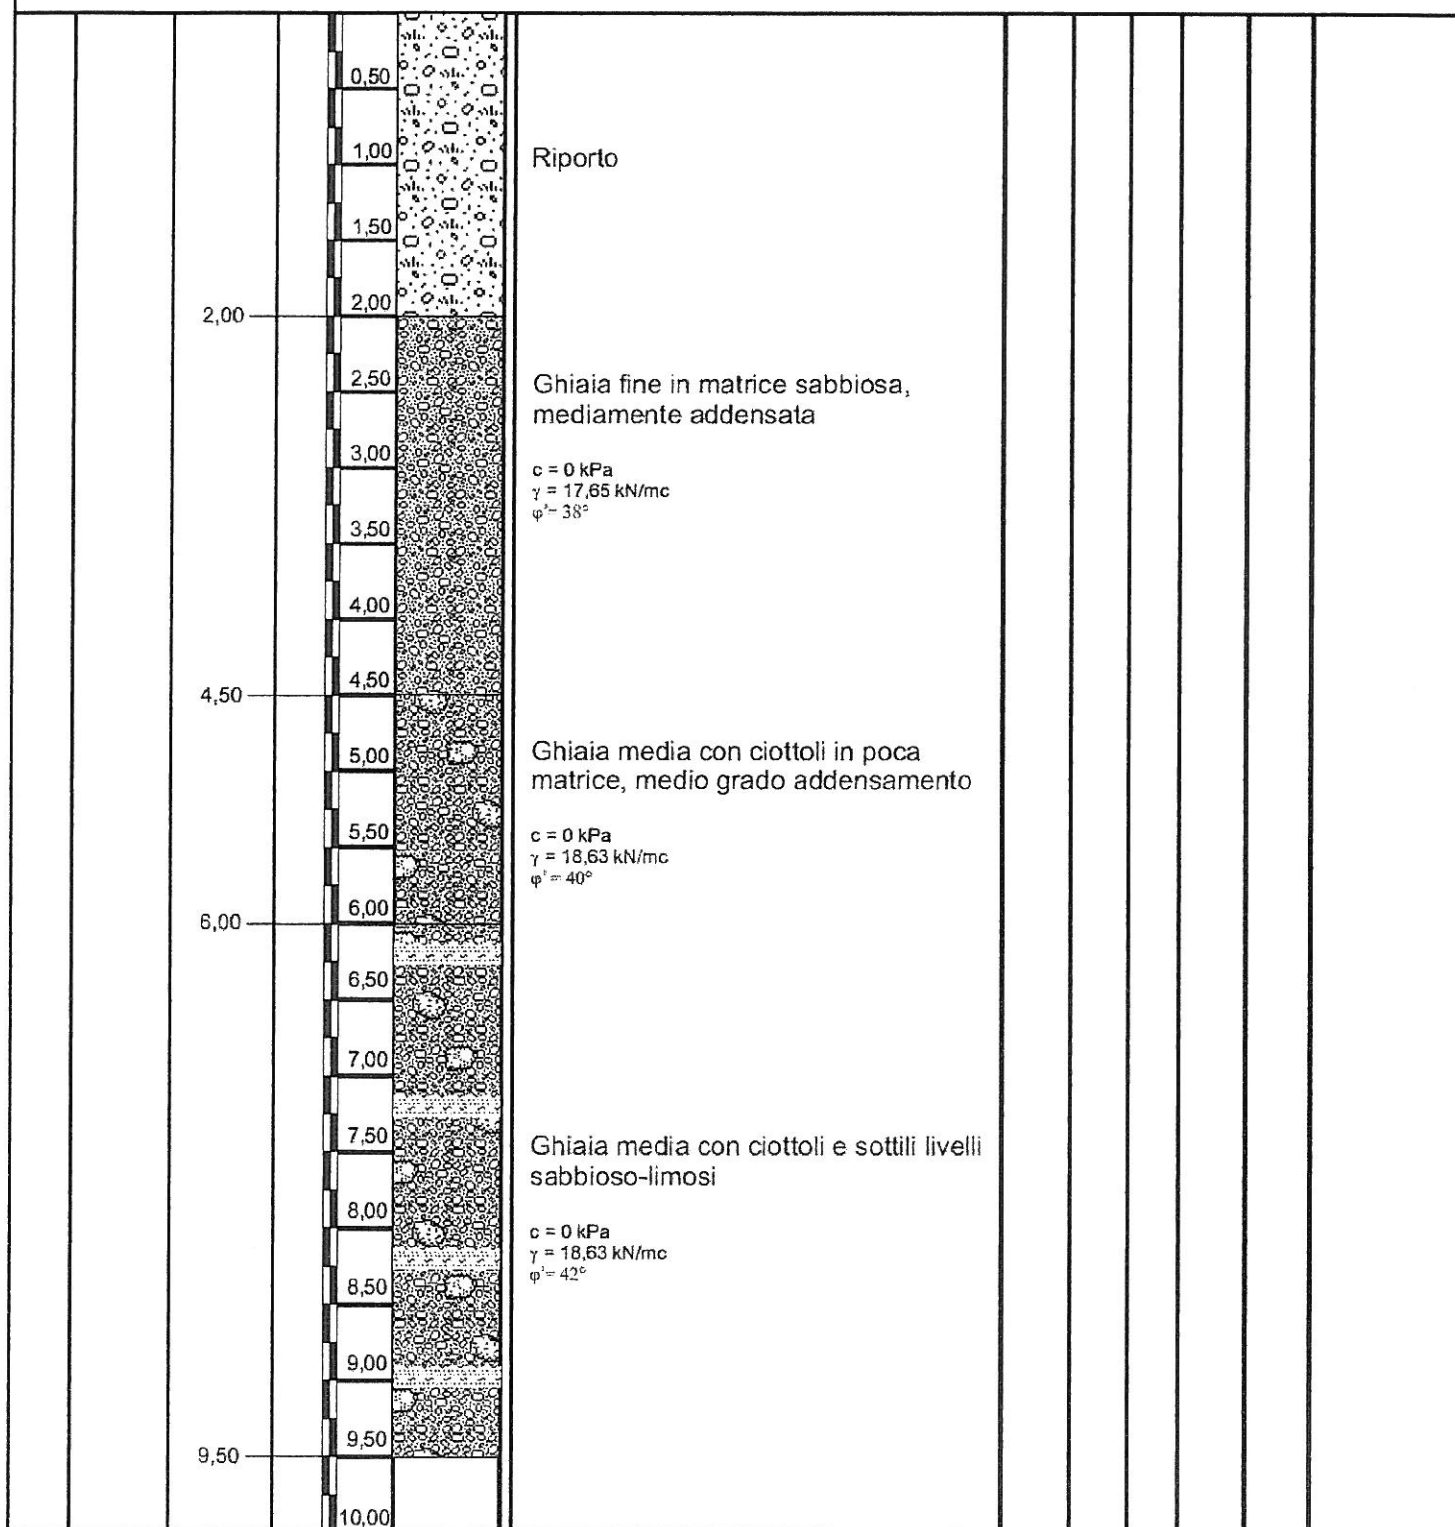 0,50
1,00
Riporto
1,50
2,00
2,00
2,50
Ghiaia fine in matrice sabbiosa,
mediamente addensata
3,00
c = 0 kPa
γ = 17,65 kN/mc
φ'= 38°
3,50
4,00
4,50
4,50
5,00
Ghiaia media con ciottoli in poca
matrice, medio grado addensamento
5,50
c = 0 kPa
γ = 18,63 kN/mc
φ' = 40°
6,00
6,00
6,50
7,00
7,50
Ghiaia media con ciottoli e sottili livelli
sabbioso-limosi
8,00
c = 0 kPa
γ = 18,63 kN/mc
φ'= 42°
8,50
9,00
9,50
9,50
10,00